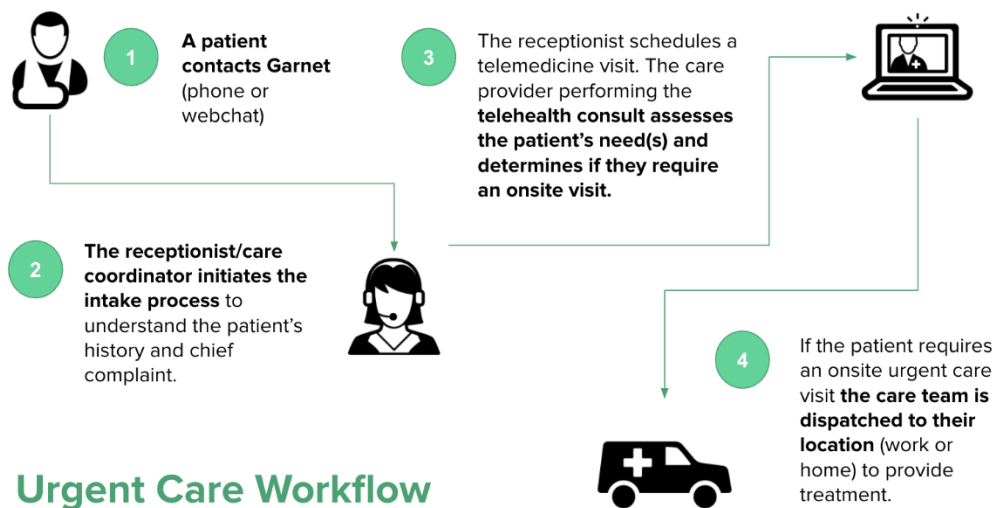 1
A patient
contacts Garnet
(phone or
webchat)
2
The receptionist/care
coordinator initiates the
intake process to
understand the patient's
history and chief
complaint.
3
The receptionist schedules a
telemedicine visit. The care
provider performing the
telehealth consult assesses
the patient's need(s) and
determines if they require
an onsite visit.
4
If the patient requires
an onsite urgent care
visit the care team is
dispatched to their
location (work or
home) to provide
treatment.
Urgent Care Workflow